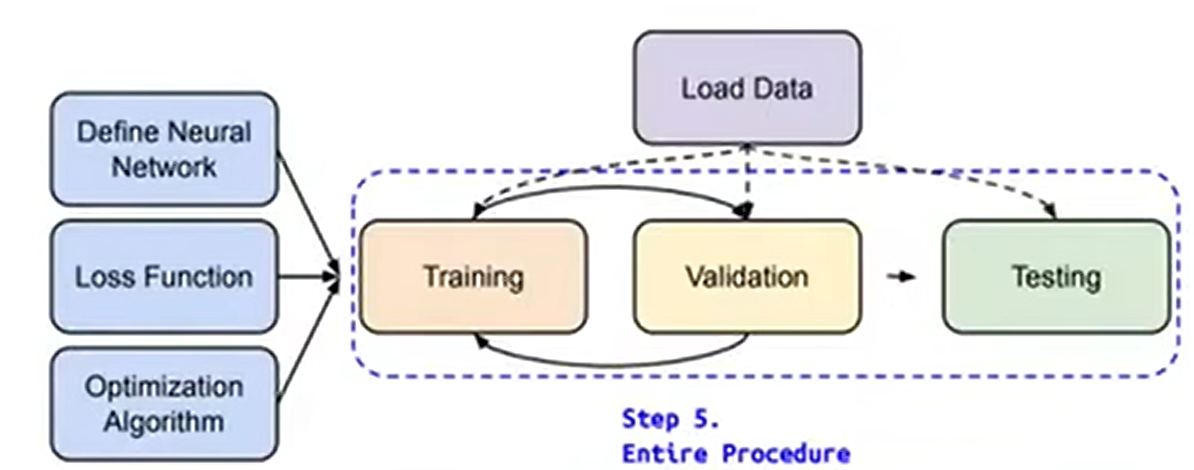 Load Data
Define Neural
Network
Loss Function
Optimization
Algorithm
Training
Validation
Testing
Step 5.
Entire Procedure